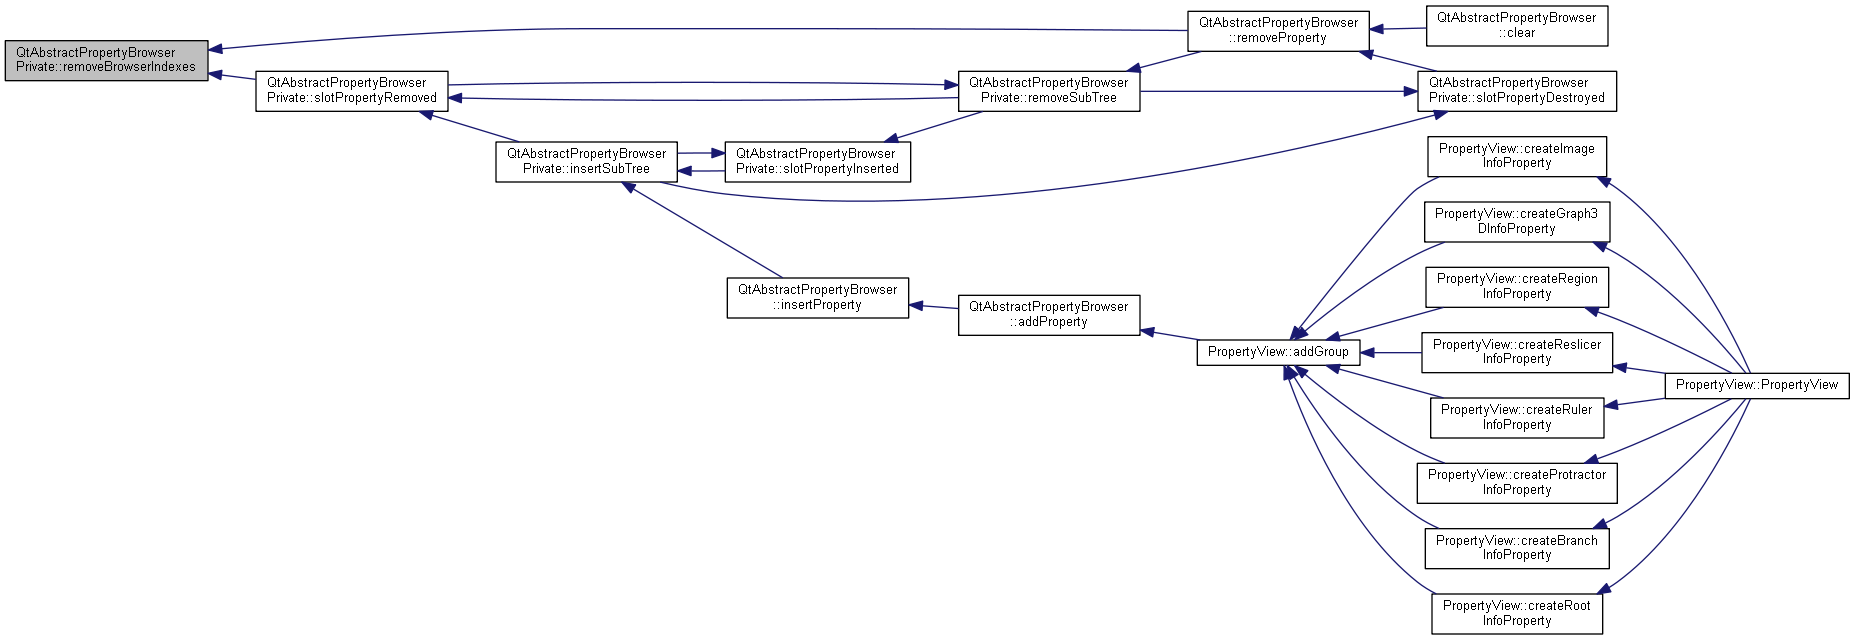 QtAbstractPropertyBrowser
Private::removeBrowserIndexes
QtAbstractPropertyBrowser
Private::slotPropertyRemoved
QtAbstractPropertyBrowser
Private::insertSubTree
QtAbstractPropertyBrowser
Private::slotPropertyInserted
QtAbstractPropertyBrowser
::insertProperty
QtAbstractPropertyBrowser
Private::removeSubTree
QtAbstractPropertyBrowser
::addProperty
QtAbstractPropertyBrowser
::removeProperty
PropertyView::addGroup
QtAbstractPropertyBrowser
::clear
QtAbstractPropertyBrowser
Private::slotPropertyDestroyed
PropertyView::createImage
InfoProperty
PropertyView::createGraph3
DInfoProperty
PropertyView::createRegion
InfoProperty
PropertyView::createReslicer
InfoProperty
PropertyView::createRuler
InfoProperty
PropertyView::createProtractor
InfoProperty
PropertyView::createBranch
InfoProperty
PropertyView::createRoot
InfoProperty
PropertyView::PropertyView